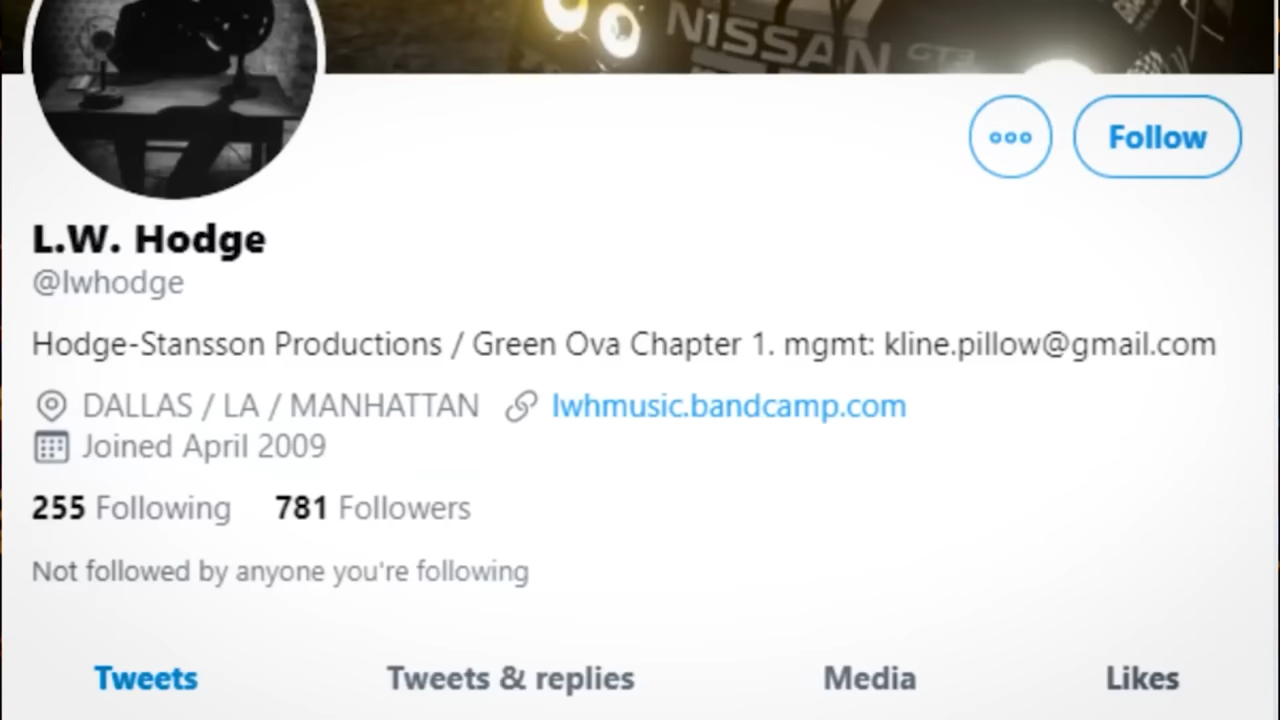 NISSAN GT3
Follow
L.W. Hodge
@lwhodge
Hodge-Stansson Productions / Green Ova Chapter 1. mgmt: kline.pillow@gmail.com
DALLAS / LA / MANHATTAN lwhmusic.bandcamp.com
Joined April 2009
255 Following 781 Followers
Not followed by anyone you're following
Tweets Tweets & replies Media Likes